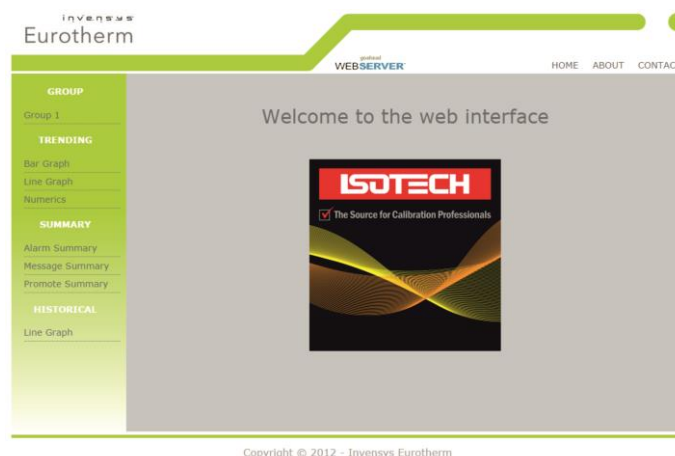 invensys
Eurotherm
WEBSERVER
HOME ABOUT CONTAC
GROUP
Group 1
TRENDING
Bar Graph
Line Graph
Numerics
SUMMARY
Alarm Summary
Message Summary
Promote Summary
HISTORICAL
Line Graph
Welcome to the web interface
ISOTECH
The Source for Calibration Professionals
Copyright © 2012 - Invensys Eurotherm